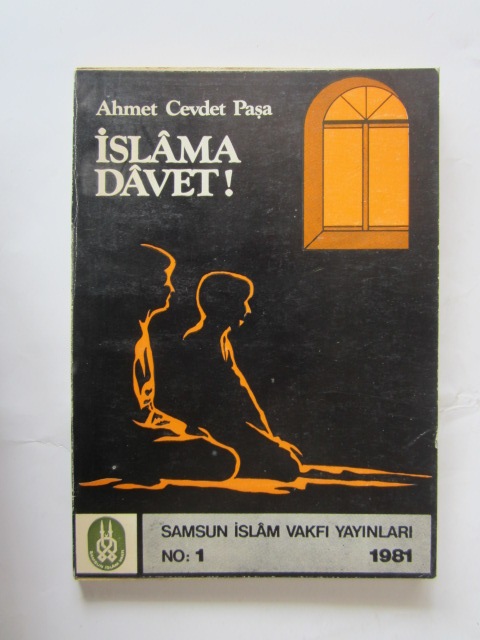 Ahmet Cevdet Paşa
İSLÂMA
DÂVET!
SAMSUN İSLÂM VAKFI YAYINLARI
NO: 1 1981